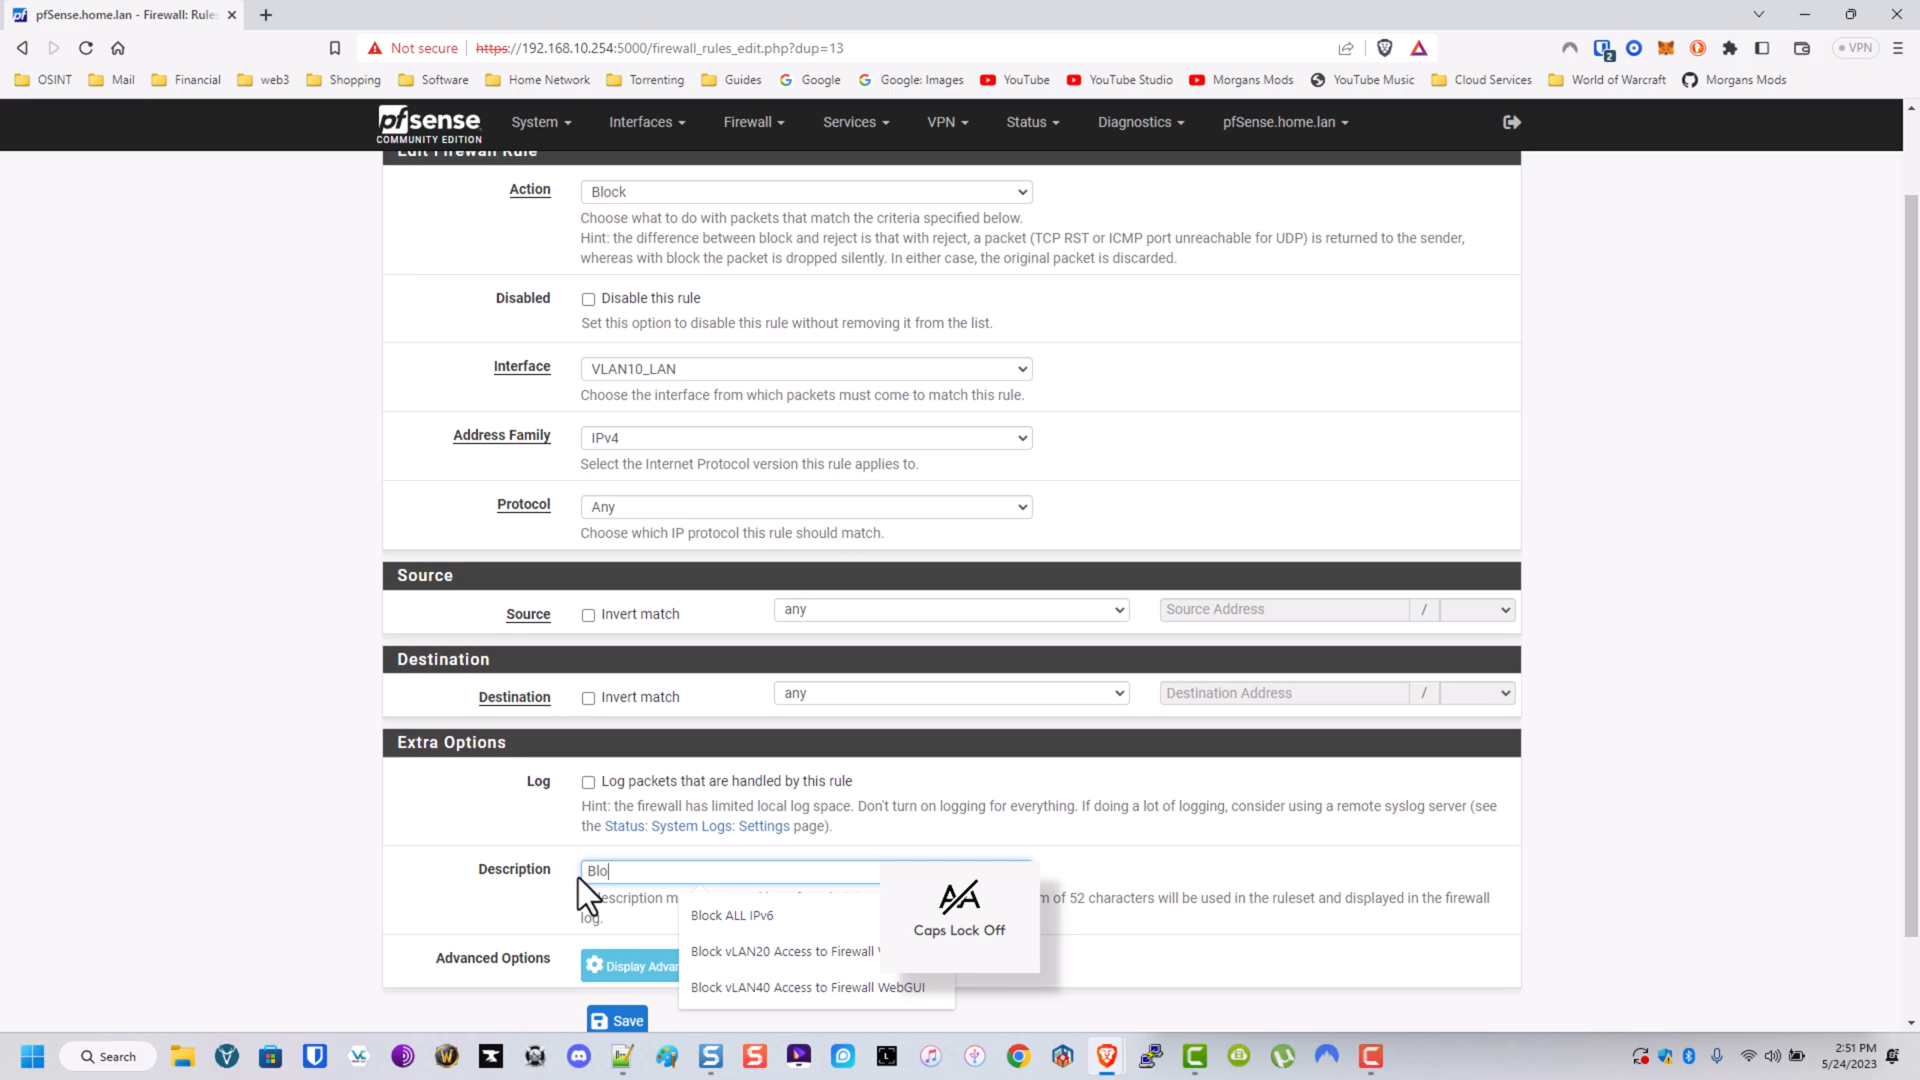 pfSense.home.lan - Firewall: Rules
Not secure
https://192.168.10.254:5000/firewall_rules_edit.php?dup=13
2
VPN
OSINT
Mail
Financial
web3
Shopping
Software
Home Network
Torrenting
Guides
Google
Google: Images
YouTube
YouTube Studio
Morgans Mods
YouTube Music
Cloud Services
World of Warcraft
Morgans Mods
pfsense
COMMUNITY EDITION
System
Interfaces
Firewall
Services
VPN
Status
Diagnostics
pfSense.home.lan
Edit Firewall Rule
Action
Block
Choose what to do with packets that match the criteria specified below.
Hint: the difference between block and reject is that with reject, a packet (TCP RST or ICMP port unreachable for UDP) is returned to the sender,
whereas with block the packet is dropped silently. In either case, the original packet is discarded.
Disabled
Disable this rule
Set this option to disable this rule without removing it from the list.
Interface
VLAN10_LAN
Choose the interface from which packets must come to match this rule.
Address Family
IPv4
Select the Internet Protocol version this rule applies to.
Protocol
Any
Choose which IP protocol this rule should match.
Source
Source
Invert match
any
Source Address
/
Destination
Destination
Invert match
any
Destination Address
/
Extra Options
Log
Log packets that are handled by this rule
Hint: the firewall has limited local log space. Don't turn on logging for everything. If doing a lot of logging, consider using a remote syslog server (see
the Status: System Logs: Settings page).
Description
Blo
description m
of 52 characters will be used in the ruleset and displayed in the firewall
log.
Block ALL IPv6
Block vLAN20 Access to Firewall
Block vLAN40 Access to Firewall WebGUI
Caps Lock Off
Advanced Options
Display Advan
Save
Search
2:51 PM
5/24/2023